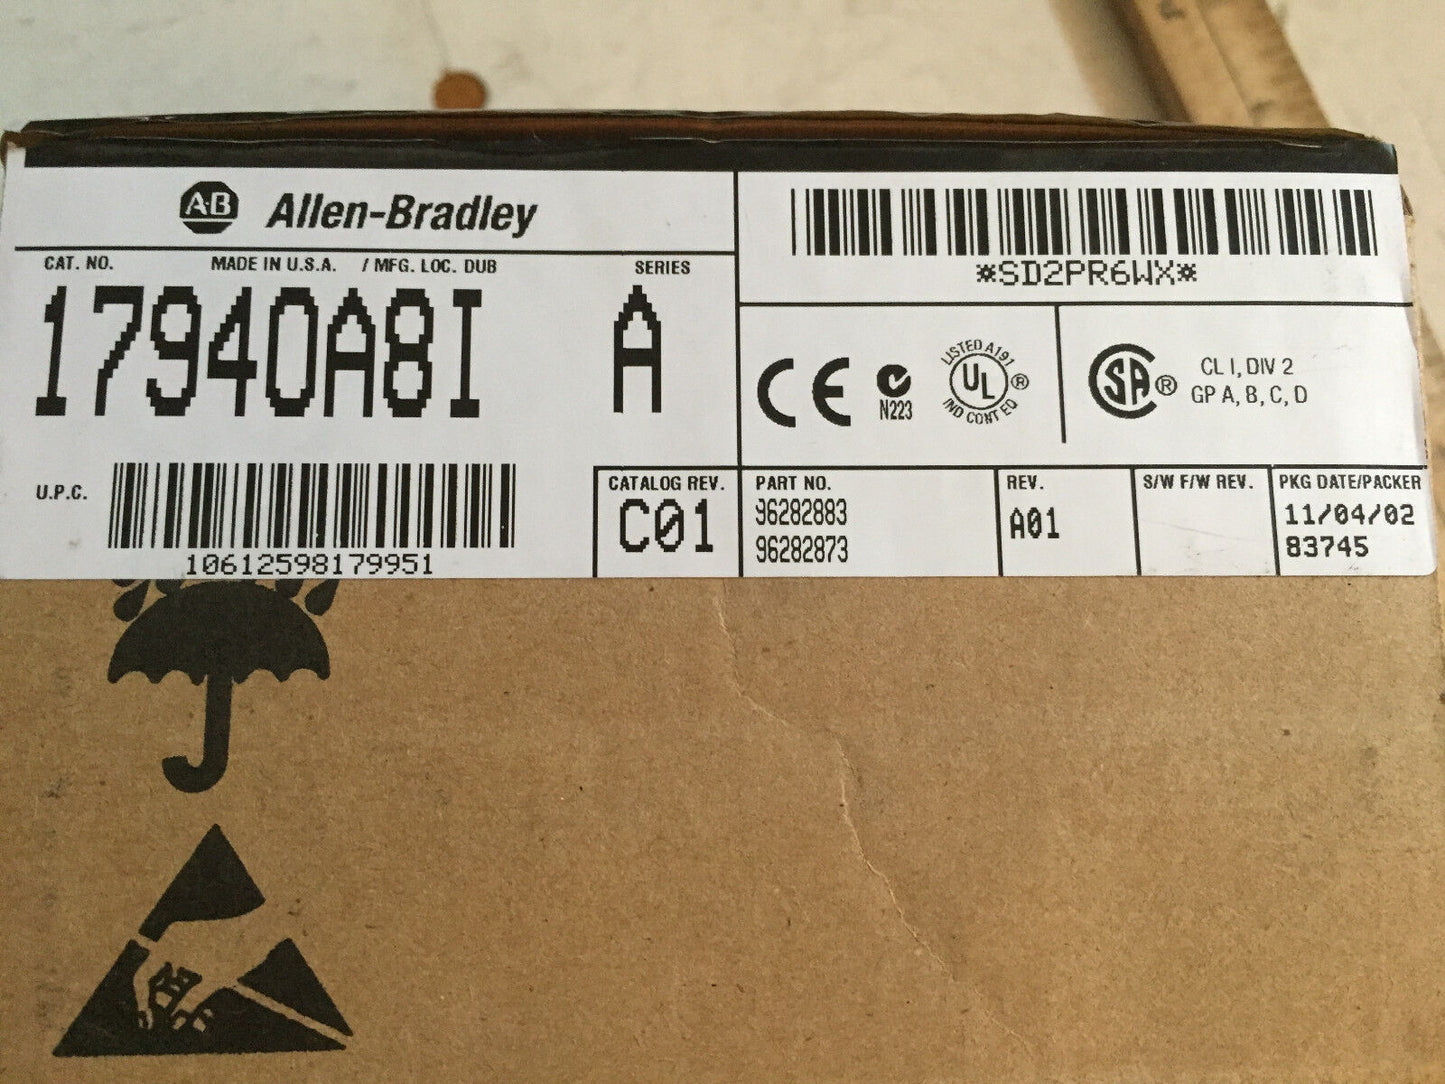 A-B Allen-Bradley
CAT. NO. MADE IN U.S.A. / MFG. LOC. DUB SERIES
17940A8I A
U.P.C.
10612598179951
CATALOG REV.
C01
*SD2PR6WX*
CE
N223
LISTED A191
UL ®
IND CONT EQ
SA ®
CL I, DIV 2
GP A, B, C, D
PART NO.
96282883
96282873
REV.
A01
S/W F/W REV.
PKG DATE/PACKER
11/04/02
83745